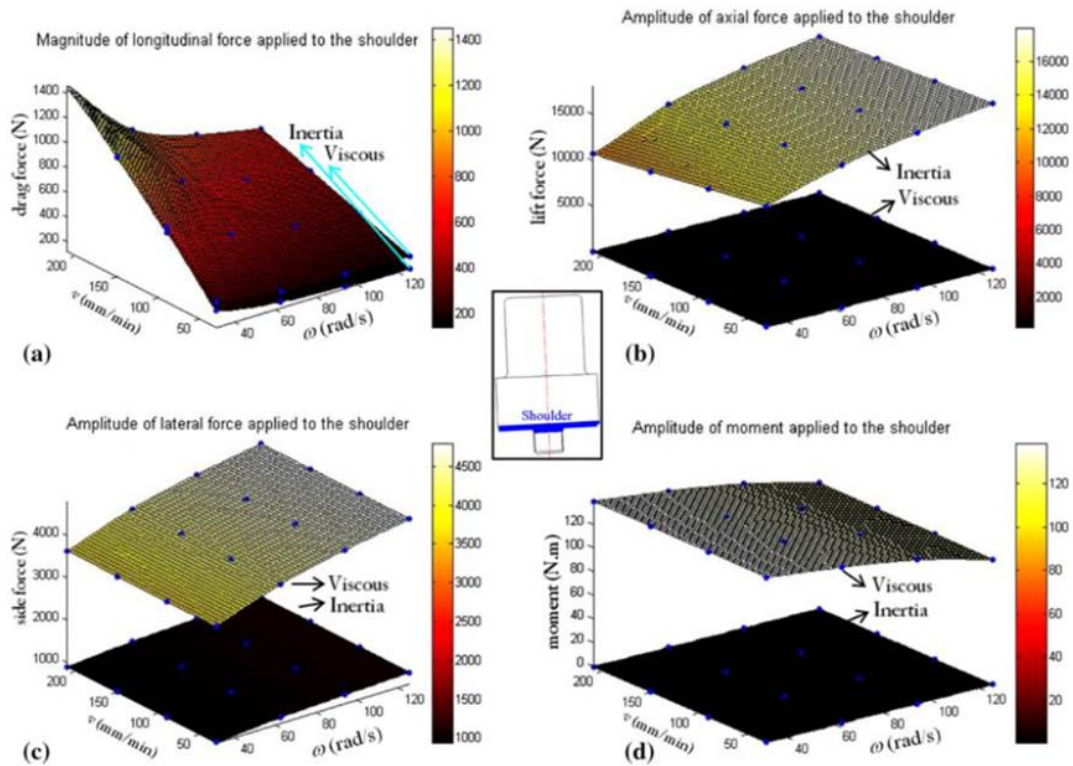 Magnitude of longitudinal force applied to the shoulder
1400
1200
1000
800
600
400
200
drag force (N)
200
150
100
50
v (mm/min)
40
60
80
100
120
ω (rad/s)
Inertia
Viscous
1400
1200
1000
800
600
400
200
(a)
Amplitude of axial force applied to the shoulder
15000
10000
5000
lift force (N)
200
150
100
50
v (mm/min)
40
60
80
100
120
ω (rad/s)
Inertia
Viscous
16000
14000
12000
10000
8000
6000
4000
2000
(b)
Shoulder
Amplitude of lateral force applied to the shoulder
4000
3000
2000
1000
side force (N)
200
150
100
50
v (mm/min)
40
60
80
100
120
ω (rad/s)
Viscous
Inertia
4500
4000
3500
3000
2500
2000
1500
1000
(c)
Amplitude of moment applied to the shoulder
120
100
80
60
40
20
0
moment (N.m)
200
150
100
50
v (mm/min)
40
60
80
100
120
ω (rad/s)
Viscous
Inertia
120
100
80
60
40
20
(d)